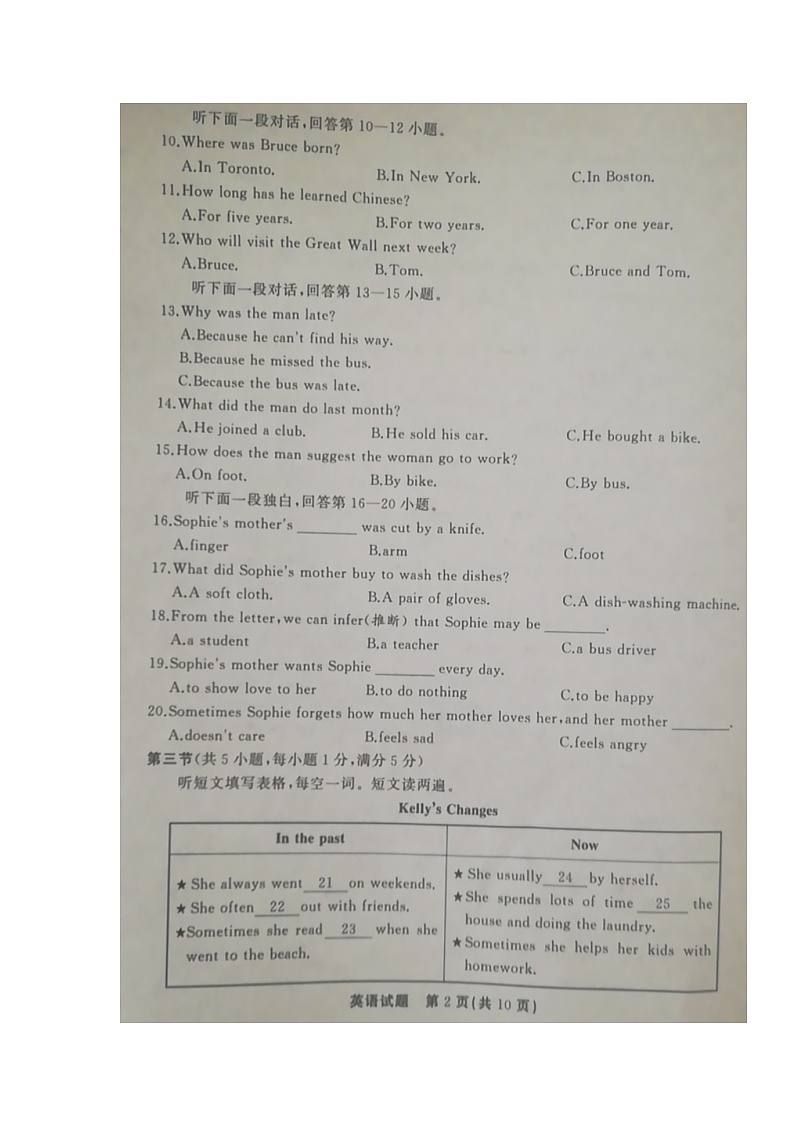 听下面一段对话,回答第 10—12 小题。
10.Where was Bruce born?
A.In Toronto. B.In New York. C.In Boston.
11.How long has he learned Chinese?
A.For five years. B.For two years. C.For one year.
12.Who will visit the Great Wall next week?
A.Bruce. B.Tom. C.Bruce and Tom.
听下面一段对话,回答第 13—15 小题。
13.Why was the man late?
A.Because he can't find his way.
B.Because he missed the bus.
C.Because the bus was late.
14.What did the man do last month?
A.He joined a club. B.He sold his car. C.He bought a bike.
15.How does the man suggest the woman go to work?
A.On foot. B.By bike. C.By bus.
听下面一段独白,回答第 16—20 小题。
16.Sophie's mother's ________ was cut by a knife.
A.finger B.arm C.foot
17.What did Sophie's mother buy to wash the dishes?
A.A soft cloth. B.A pair of gloves. C.A dish-washing machine.
18.From the letter,we can infer(推断) that Sophie may be ________.
A.a student B.a teacher C.a bus driver
19.Sophie's mother wants Sophie ________ every day.
A.to show love to her B.to do nothing C.to be happy
20.Sometimes Sophie forgets how much her mother loves her,and her mother ________.
A.doesn't care B.feels sad C.feels angry
第三节(共 5 小题,每小题 1 分,满分 5 分)
听短文填写表格,每空一词。短文读两遍。
Kelly's Changes
In the past
★ She always went 21 on weekends.
★ She often 22 out with friends.
★Sometimes she read 23 when she
went to the beach.
Now
★ She usually 24 by herself.
★She spends lots of time 25 the
house and doing the laundry.
★Sometimes she helps her kids with
homework.
英语试题 第 2 页(共 10 页)